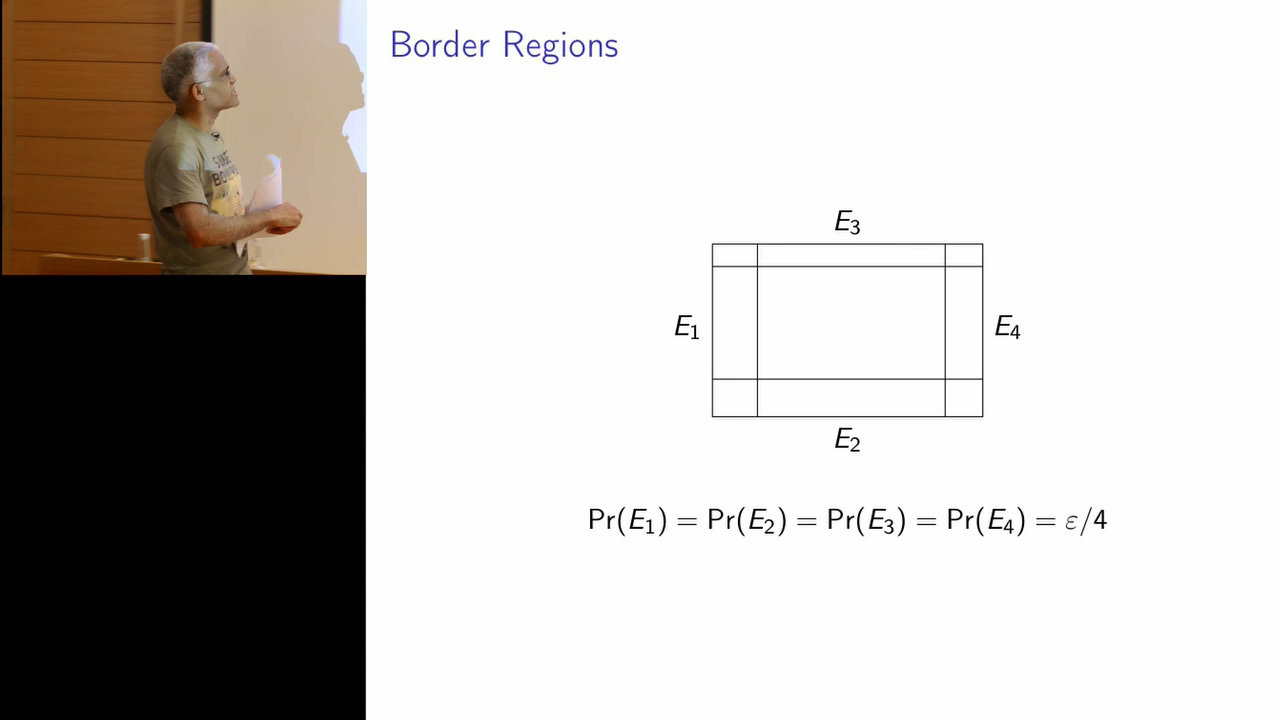 Border Regions
E₃
E₁
E₄
E₂
Pr(E₁) = Pr(E₂) = Pr(E₃) = Pr(E₄) = ε/4